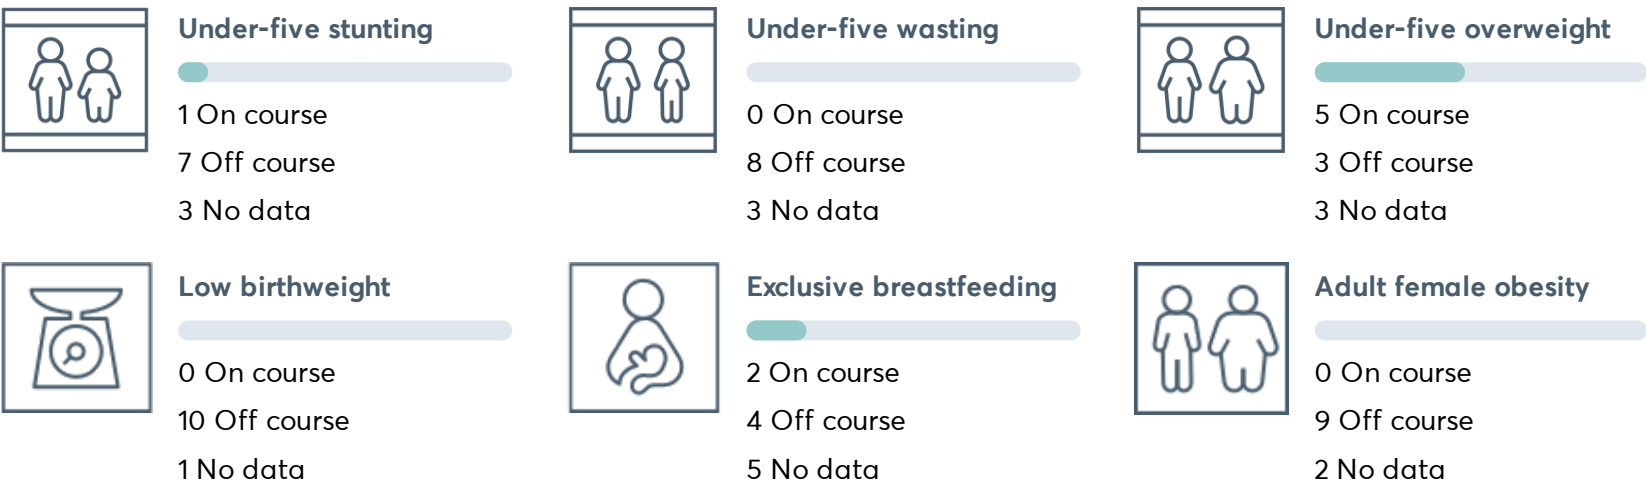 Under-five stunting
1 On course
7 Off course
3 No data
Under-five wasting
0 On course
8 Off course
3 No data
Under-five overweight
5 On course
3 Off course
3 No data
Low birthweight
0 On course
10 Off course
1 No data
Exclusive breastfeeding
2 On course
4 Off course
5 No data
Adult female obesity
0 On course
9 Off course
2 No data